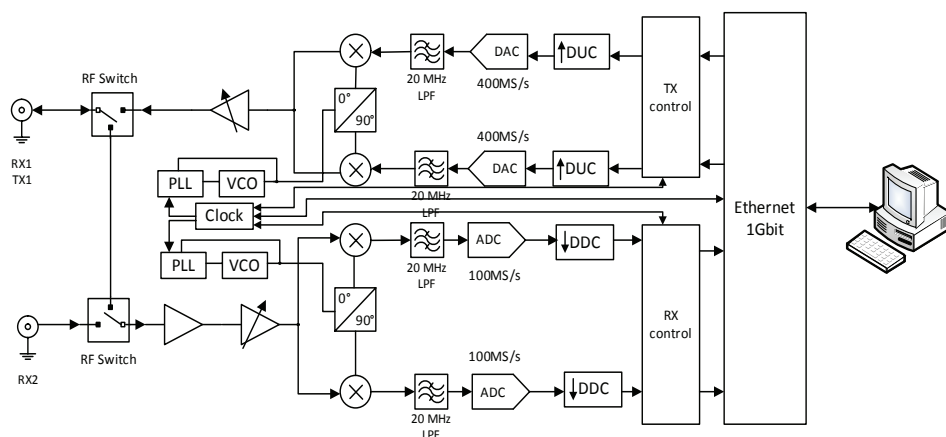 DAC
↑DUC
20 MHz
LPF
400MS/s
RF Switch
0°
90°
TX
control
RX1
TX1
400MS/s
DAC
↑DUC
20 MHz
LPF
PLL
VCO
Clock
Ethernet
1Gbit
PLL
VCO
ADC
↓DDC
20 MHz
LPF
100MS/s
0°
90°
RX
control
RF Switch
RX2
100MS/s
ADC
↓DDC
20 MHz
LPF